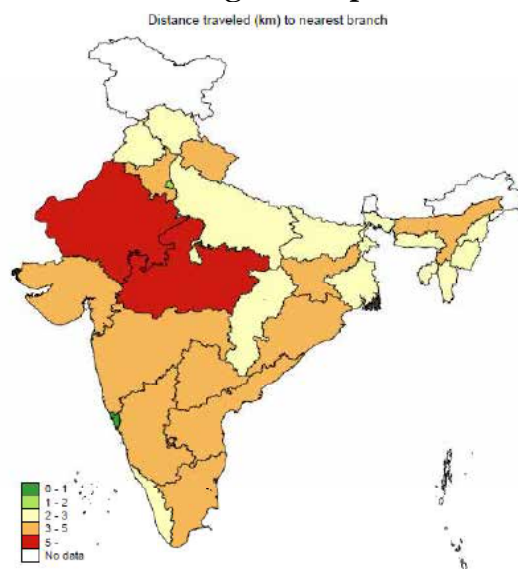 Distance traveled (km) to nearest branch
0 - 1
1 - 2
2 - 3
3 - 5
5 -
No data